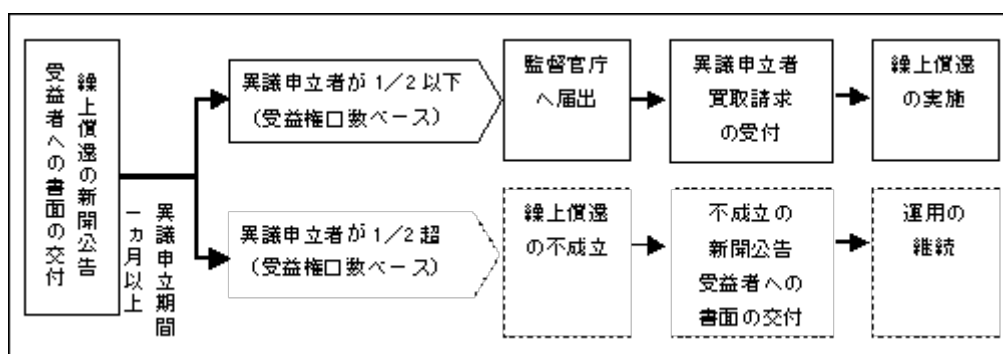 繰上償還の新聞公告
受益者への書面の交付
異議申立期間
一ヵ月以上
異議申立者が1/2以下
(受益権口数ベース)
監督官庁
へ届出
異議申立者
買取請求
の受付
繰上償還
の実施
異議申立者が1/2超
(受益権口数ベース)
繰上償還
の不成立
不成立の
新聞公告
受益者への
書面の交付
運用の
継続